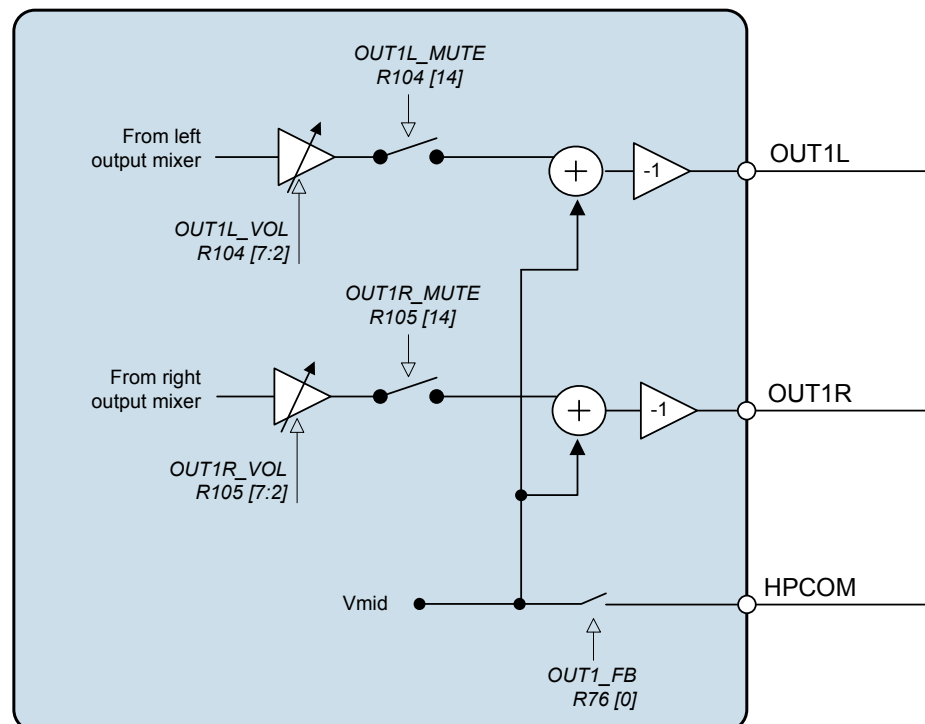 OUT1L_MUTE
R104 [14]
From left
output mixer
+
-1
OUT1L
OUT1L_VOL
R104 [7:2]
OUT1R_MUTE
R105 [14]
From right
output mixer
+
-1
OUT1R
OUT1R_VOL
R105 [7:2]
Vmid
HPCOM
OUT1_FB
R76 [0]